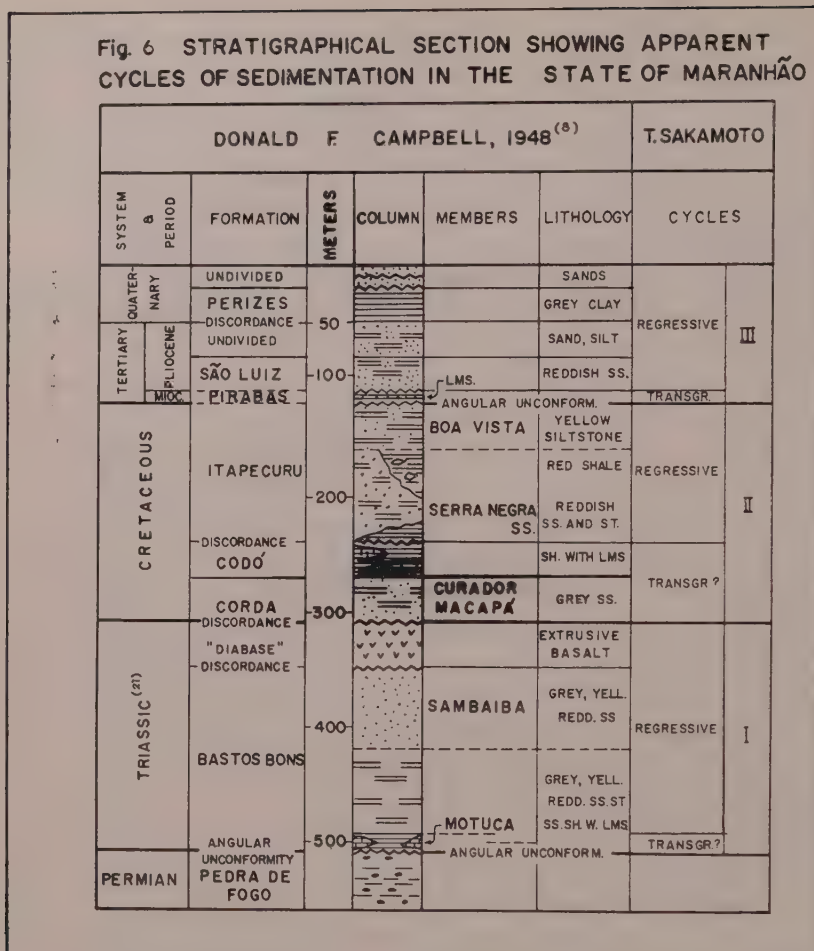 Fig. 6 STRATIGRAPHICAL SECTION SHOWING APPARENT
CYCLES OF SEDIMENTATION IN THE STATE OF MARANHÃO
DONALD F. CAMPBELL, 1948(8)
T. SAKAMOTO
SYSTEM & PERIOD
FORMATION
METERS
COLUMN
MEMBERS
LITHOLOGY
CYCLES
QUATERNARY
UNDIVIDED
SANDS
PERIZES
GREY CLAY
DISCORDANCE
50
REGRESSIVE
III
TERTIARY
PLIOCENE
UNDIVIDED
SAND, SILT
SÃO LUIZ
100
REDDISH SS.
LMS.
MIOC.
PIRABAS
TRANSGR.
ANGULAR UNCONFORM.
CRETACEOUS
BOA VISTA
YELLOW
SILTSTONE
ITAPECURU
RED SHALE
REGRESSIVE
200
SERRA NEGRA
SS.
REDDISH
SS. AND ST.
II
DISCORDANCE
CODÓ
SH. WITH LMS
TRANSGR?
CURADOR
MACAPÁ
GREY SS.
CORDA
300
DISCORDANCE
TRIASSIC (21)
"DIABASE"
EXTRUSIVE
BASALT
DISCORDANCE
SAMBAIBA
GREY, YELL.
REDD. SS
400
REGRESSIVE
I
BASTOS BONS
GREY, YELL.
REDD. SS. ST
SS. SH. W. LMS
MOTUCA
500
ANGULAR
UNCONFORMITY
TRANSGR.?
ANGULAR UNCONFORM.
PERMIAN
PEDRA DE
FOGO